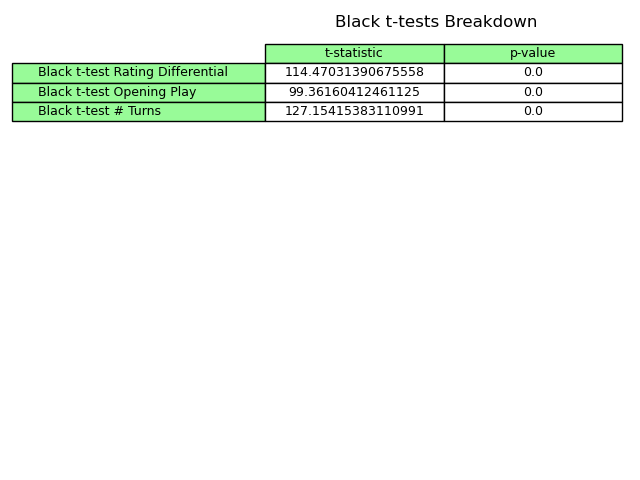 Black t-tests Breakdown
t-statistic p-value
Black t-test Rating Differential 114.47031390675558 0.0
Black t-test Opening Play 99.36160412461125 0.0
Black t-test # Turns 127.15415383110991 0.0